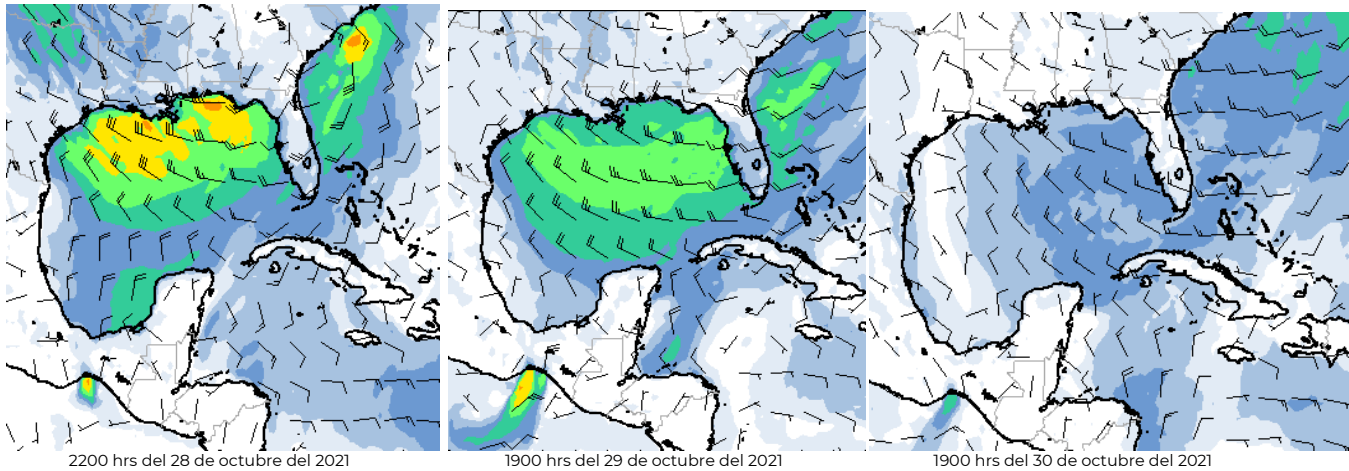 2200 hrs del 28 de octubre del 2021
1900 hrs del 29 de octubre del 2021
1900 hrs del 30 de octubre del 2021